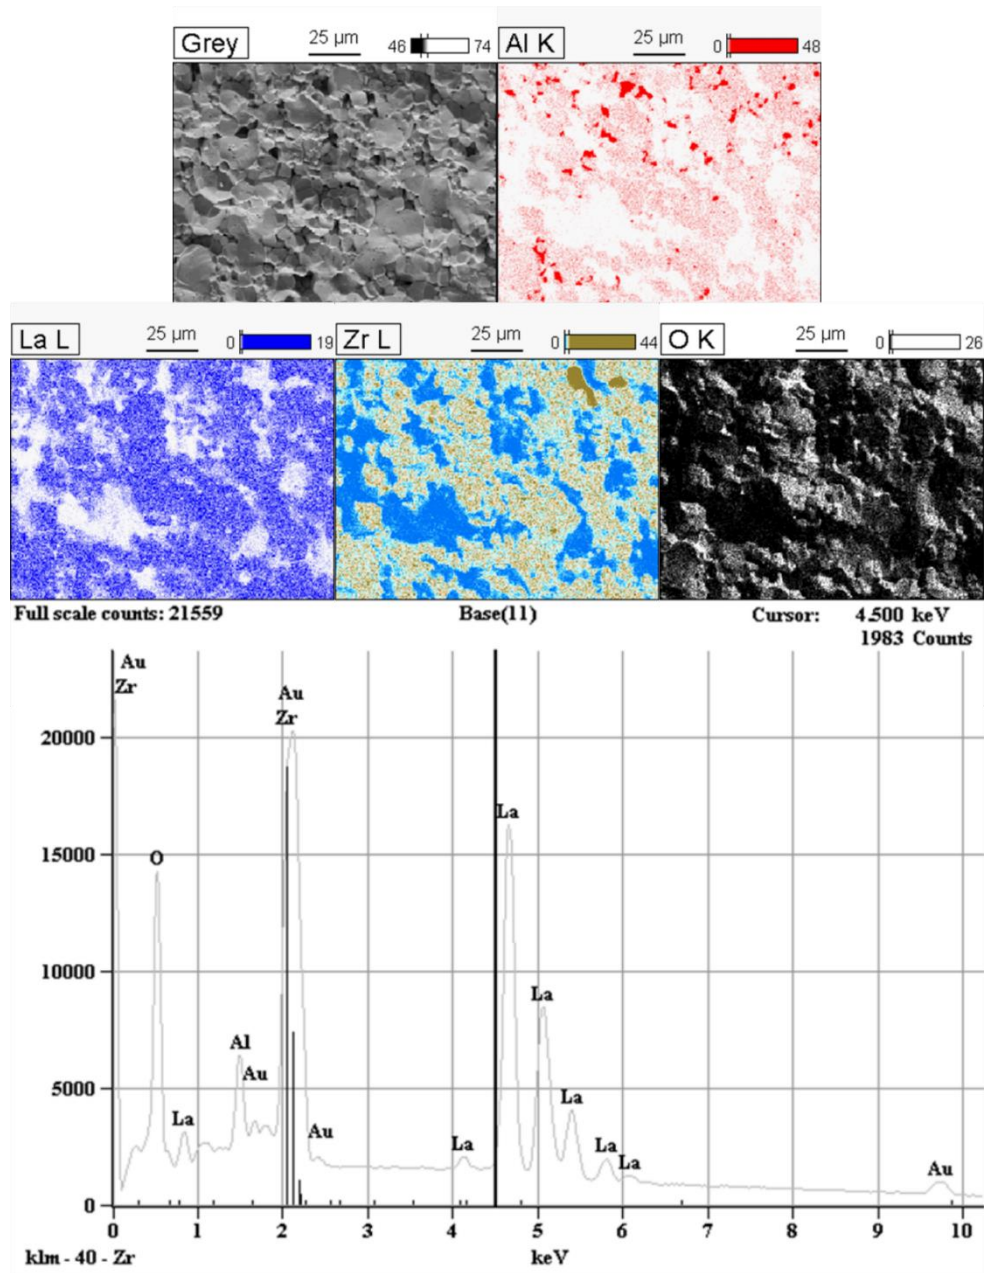 Grey 25 µm 46 74
Al K 25 µm 0 48
La L 25 µm 0 19
Zr L 25 µm 0 44
O K 25 µm 0 26
Full scale counts: 21559 Base(11) Cursor: 4.500 keV
1983 Counts
Au
Zr
Au
Zr
20000
La
15000
O
10000
La
Al
Au
5000
La
La
Au
La
La
La
Au
0
0 1 2 3 4 5 6 7 8 9 10
klm - 40 - Zr keV